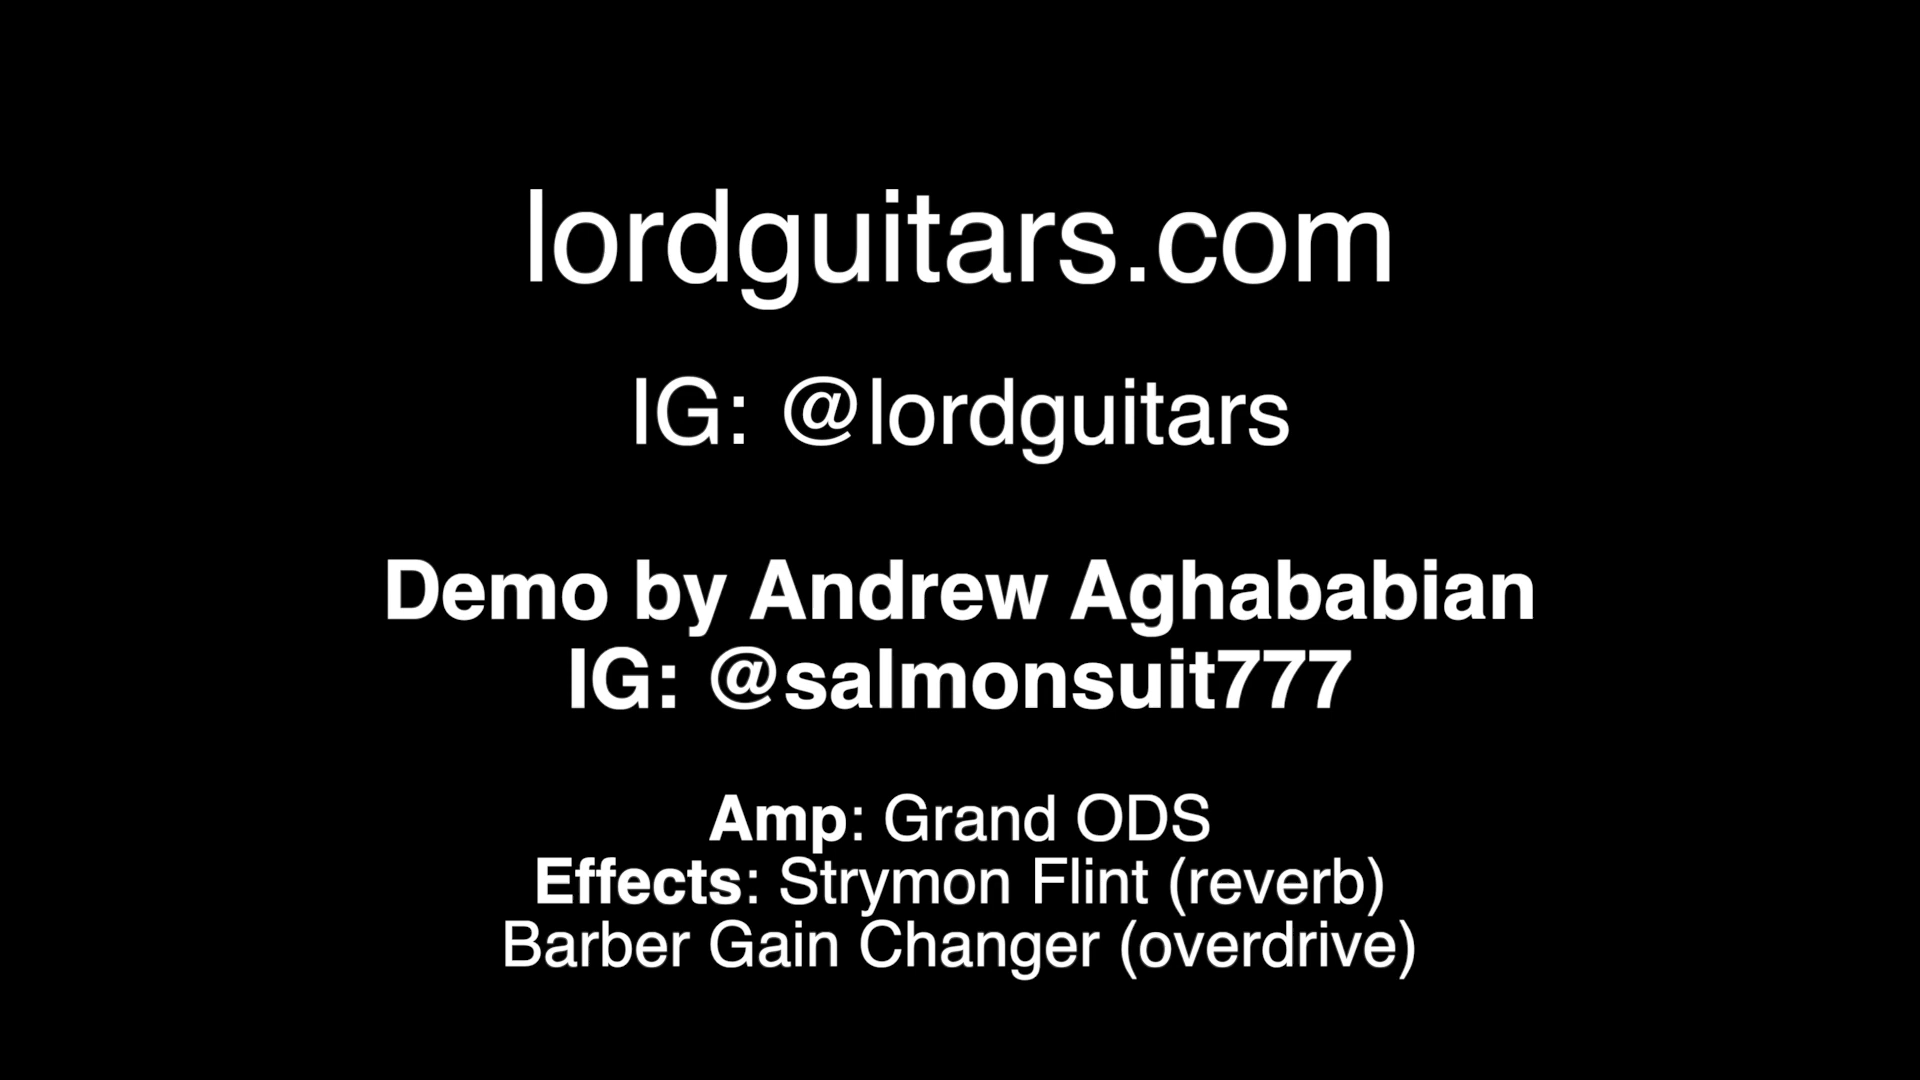 lordguitars.com
IG: @lordguitars
Demo by Andrew Aghababian
IG: @salmonsuit777
Amp: Grand ODS
Effects: Strymon Flint (reverb)
Barber Gain Changer (overdrive)